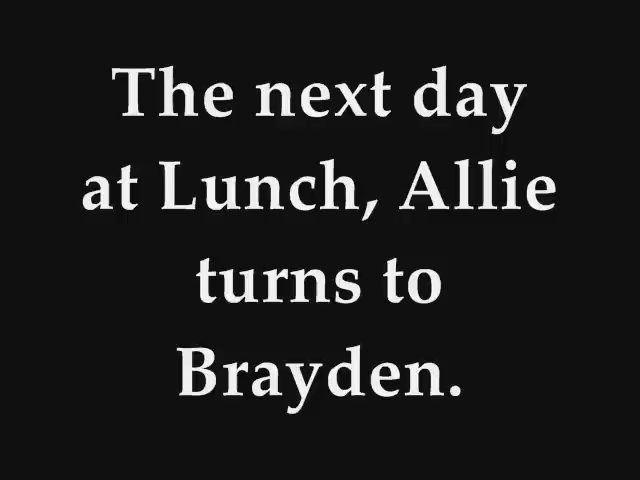 The next day
at Lunch, Allie
turns to
Brayden.